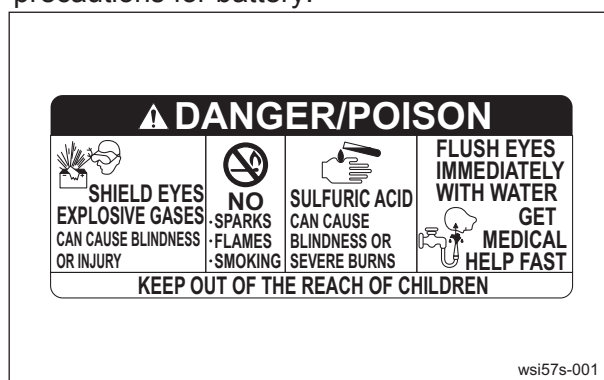 precautions for battery.
DANGER/POISON
SHIELD EYES
EXPLOSIVE GASES
CAN CAUSE BLINDNESS
OR INJURY
NO
·SPARKS
·FLAMES
·SMOKING
SULFURIC ACID
CAN CAUSE
BLINDNESS OR
SEVERE BURNS
FLUSH EYES
IMMEDIATELY
WITH WATER
GET
MEDICAL
HELP FAST
KEEP OUT OF THE REACH OF CHILDREN
wsi57s-001